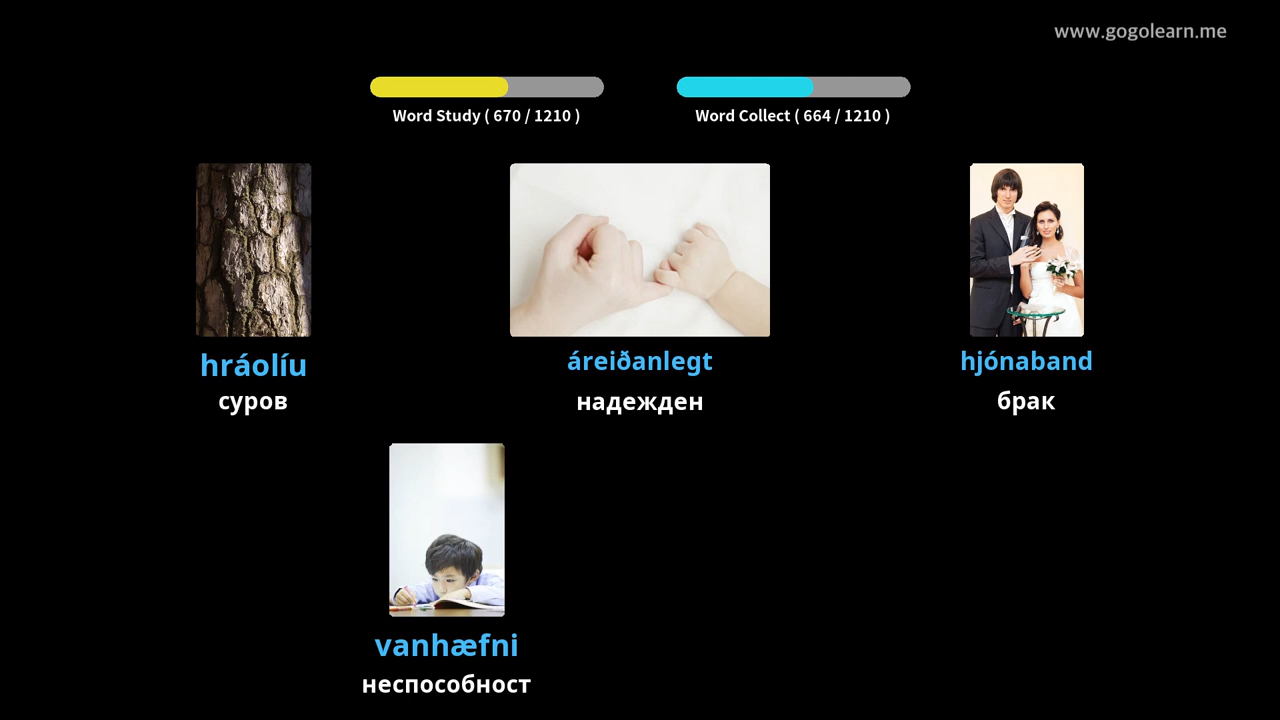 www.gogolearn.me
Word Study ( 670 / 1210 )
Word Collect ( 664 / 1210 )
hráolíu
суров
áreiðanlegt
надежден
hjónaband
брак
vanhæfni
неспособност